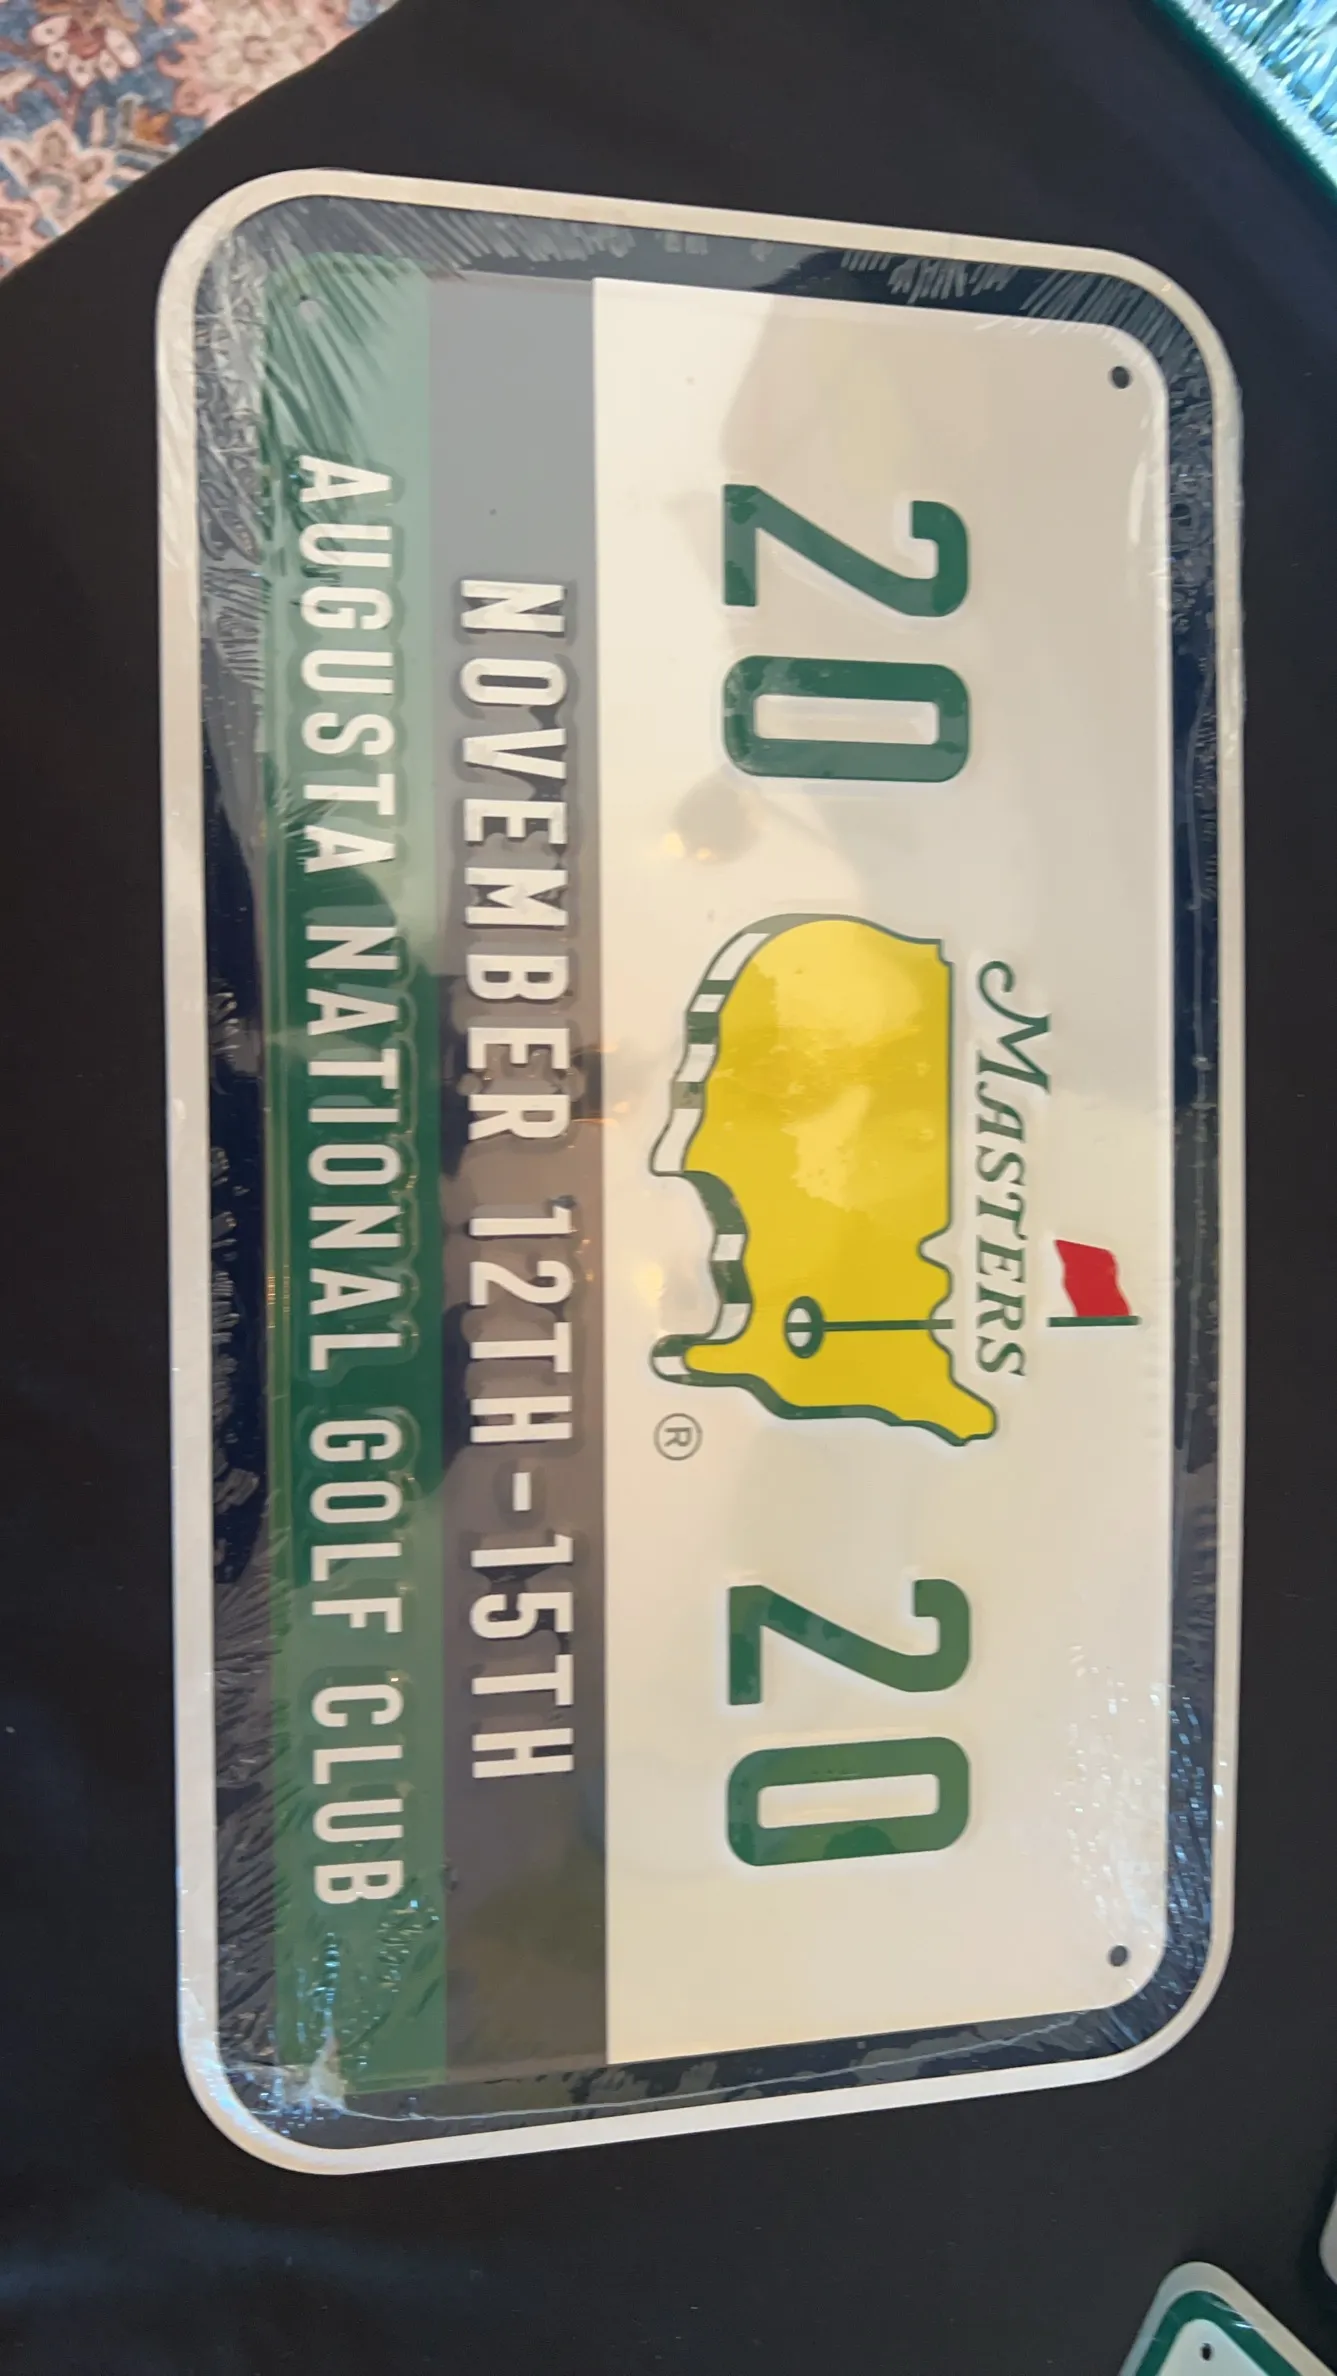 MASTERS
20 20
®
NOVEMBER 12TH-15TH
AUGUSTA NATIONAL GOLF CLUB